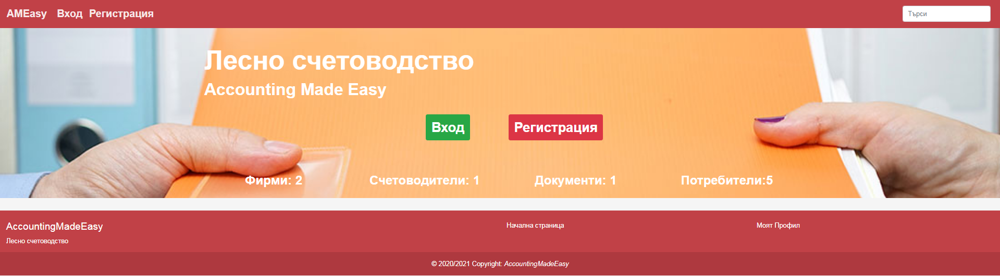 AMEasy Вход Регистрация Търси
Лесно счетоводство
Accounting Made Easy
Вход Регистрация
Фирми: 2 Счетоводители: 1 Документи: 1 Потребители:5
AccountingMadeEasy Начална страница Моят Профил
Лесно счетоводство
© 2020/2021 Copyright: AccountingMadeEasy